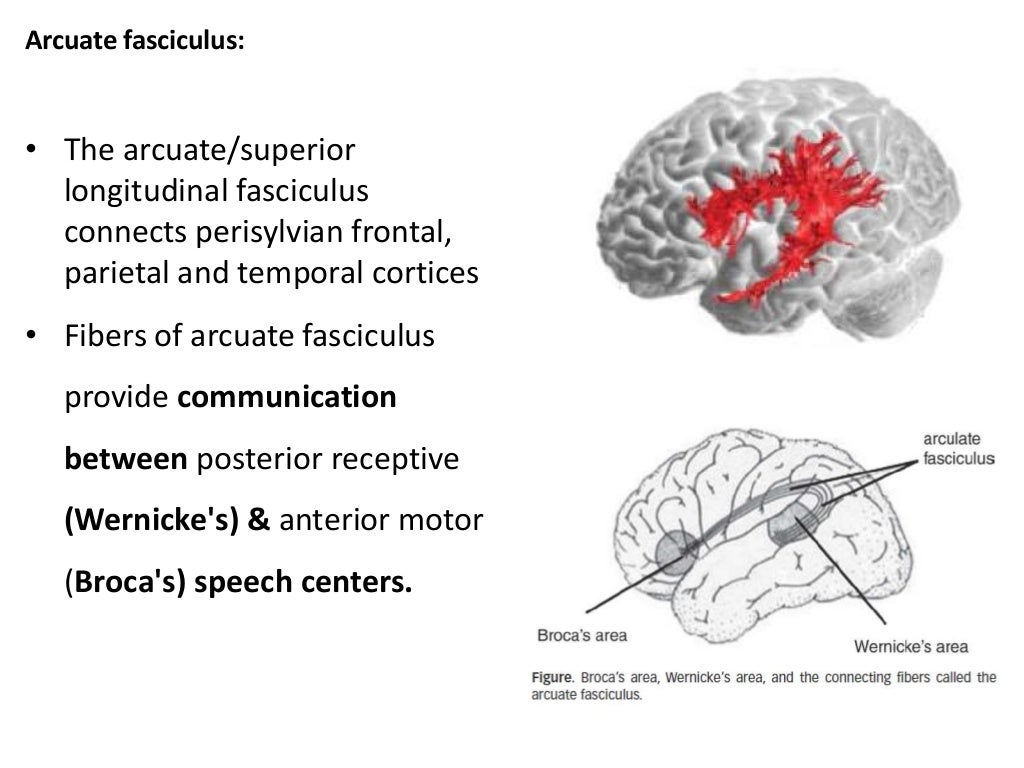 Arcuate fasciculus:
• The arcuate/superior
longitudinal fasciculus
connects perisylvian frontal,
parietal and temporal cortices
• Fibers of arcuate fasciculus
provide communication
between posterior receptive
(Wernicke's) & anterior motor
(Broca's) speech centers.
arculate
fasciculus
Broca's area
Wernicke's area
Figure. Broca's area, Wernicke's area, and the connecting fibers called the
arcuate fasciculus.